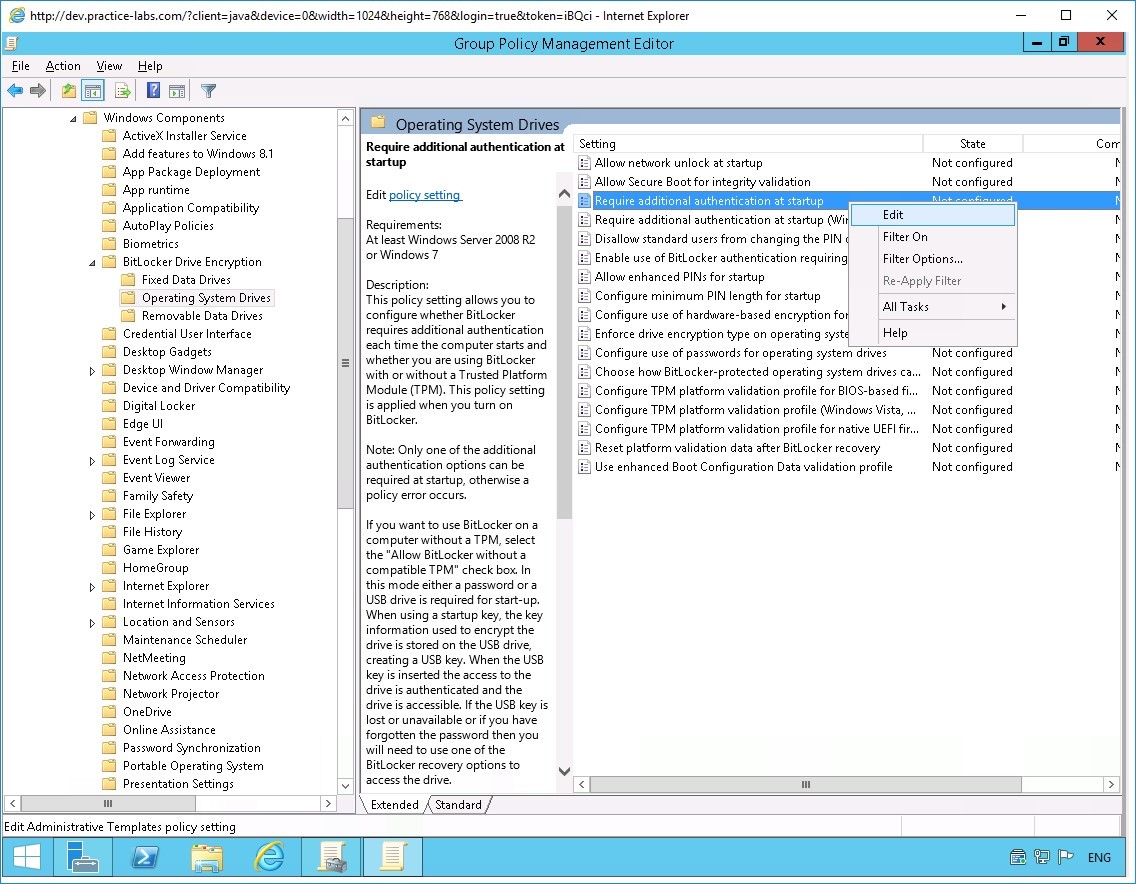 http://dev.practice-labs.com/?client=java&device=0&width=1024&height=768&login=true&token=iBQci - Internet Explorer
Group Policy Management Editor
File Action View Help
Windows Components
ActiveX Installer Service
Add features to Windows 8.1
App Package Deployment
App runtime
Application Compatibility
AutoPlay Policies
Biometrics
BitLocker Drive Encryption
Fixed Data Drives
Operating System Drives
Removable Data Drives
Credential User Interface
Desktop Gadgets
Desktop Window Manager
Device and Driver Compatibility
Digital Locker
Edge UI
Event Forwarding
Event Log Service
Event Viewer
Family Safety
File Explorer
File History
Game Explorer
HomeGroup
Internet Explorer
Internet Information Services
Location and Sensors
Maintenance Scheduler
NetMeeting
Network Access Protection
Network Projector
OneDrive
Online Assistance
Password Synchronization
Portable Operating System
Presentation Settings
Operating System Drives
Require additional authentication at
startup
Edit policy setting
Requirements:
At least Windows Server 2008 R2
or Windows 7
Description:
This policy setting allows you to
configure whether BitLocker
requires additional authentication
each time the computer starts and
whether you are using BitLocker
with or without a Trusted Platform
Module (TPM). This policy setting
is applied when you turn on
BitLocker.
Note: Only one of the additional
authentication options can be
required at startup, otherwise a
policy error occurs.
If you want to use BitLocker on a
computer without a TPM, select
the "Allow BitLocker without a
compatible TPM" check box. In
this mode either a password or a
USB drive is required for start-up.
When using a startup key, the key
information used to encrypt the
drive is stored on the USB drive,
creating a USB key. When the USB
key is inserted the access to the
drive is authenticated and the
drive is accessible. If the USB key is
lost or unavailable or if you have
forgotten the password then you
will need to use one of the
BitLocker recovery options to
access the drive.
Setting State Com
Allow network unlock at startup Not configured N
Allow Secure Boot for integrity validation Not configured N
Require additional authentication at startup Not configured N
Require additional authentication at startup (Win N
Disallow standard users from changing the PIN o N
Enable use of BitLocker authentication requiring N
Allow enhanced PINs for startup N
Configure minimum PIN length for startup N
Configure use of hardware-based encryption for N
Enforce drive encryption type on operating syste N
Configure use of passwords for operating system drives Not configured N
Choose how BitLocker-protected operating system drives ca... Not configured N
Configure TPM platform validation profile for BIOS-based fi... Not configured N
Configure TPM platform validation profile (Windows Vista, ... Not configured N
Configure TPM platform validation profile for native UEFI fir... Not configured N
Reset platform validation data after BitLocker recovery Not configured N
Use enhanced Boot Configuration Data validation profile Not configured N
Edit
Filter On
Filter Options...
Re-Apply Filter
All Tasks
Help
Extended Standard
Edit Administrative Templates policy setting
ENG